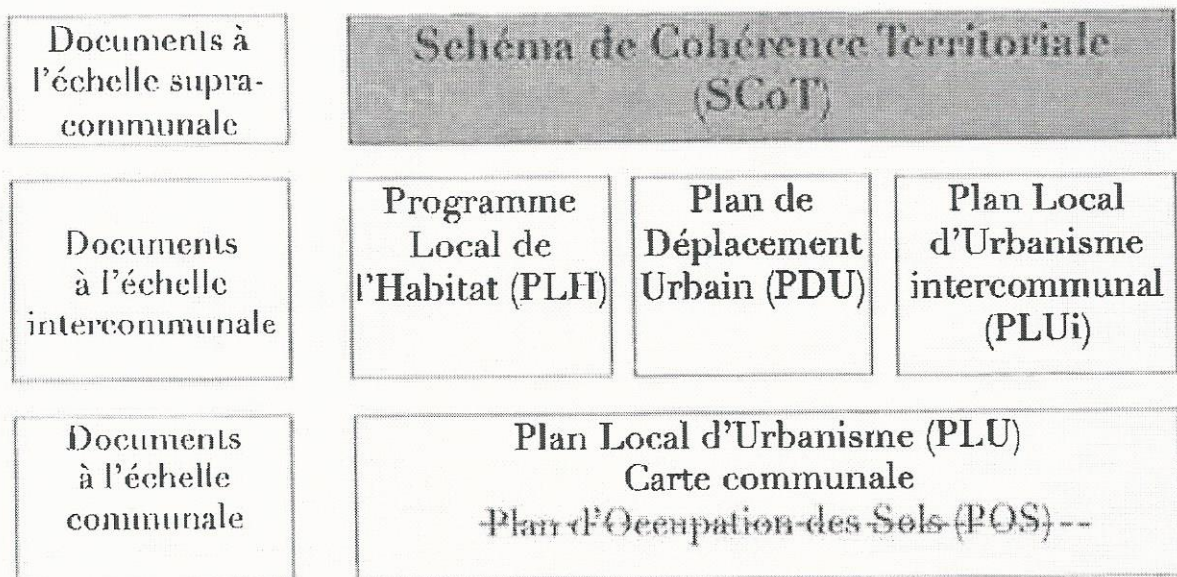 Documents à
l'échelle supra-
communale
Schéma de Cohérence Territoriale
(SCoT)
Documents
à l'échelle
intercommunale
Programme
Local de
l'Habitat (PLH)
Plan de
Déplacement
Urbain (PDU)
Plan Local
d'Urbanisme
intercommunal
(PLUi)
Documents
à l'échelle
communale
Plan Local d'Urbanisme (PLU)
Carte communale
Plan d'Occupation des Sols (POS)